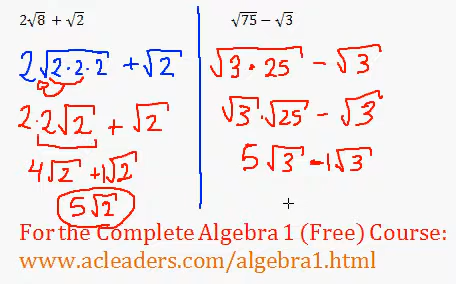 2√8 + √2
2√(2·2·2) + √2
2·2√2 + √2
4√2 + 1√2
5√2
√75 − √3
√(3·25) − √3
√3·√25 − √3
5√3 − 1√3
For the Complete Algebra 1 (Free) Course:
www.acleaders.com/algebra1.html